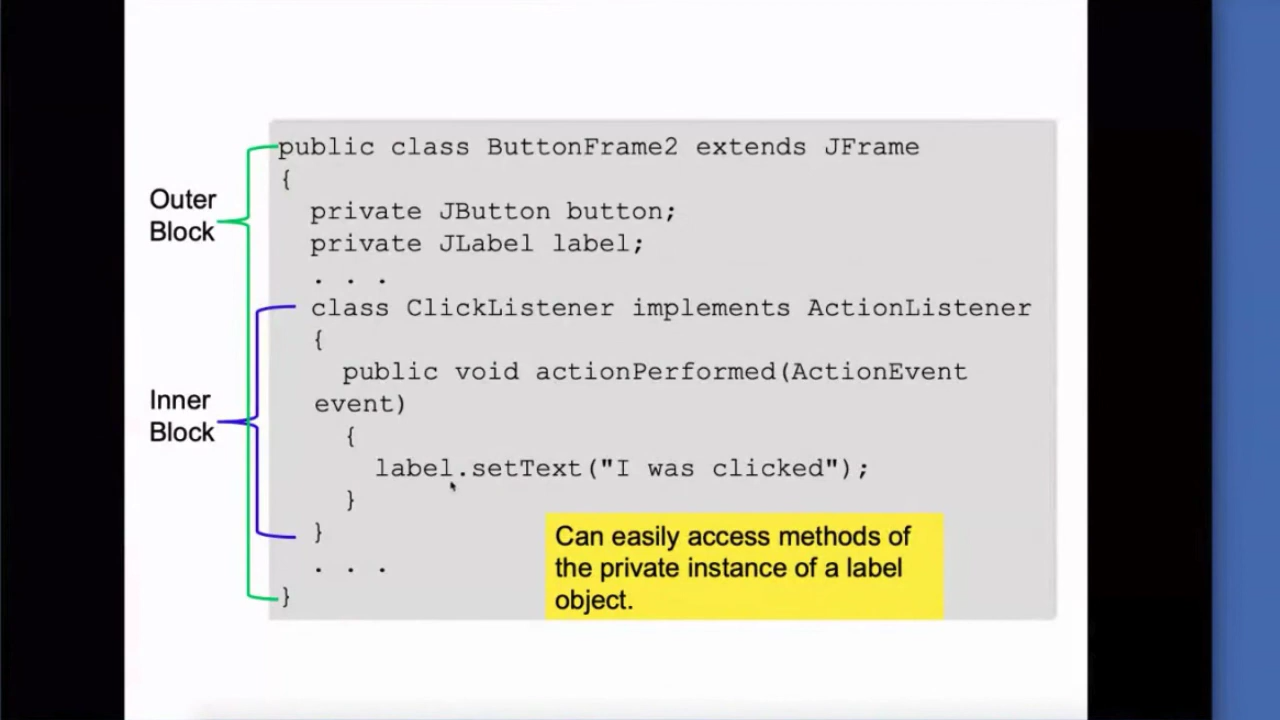 public class ButtonFrame2 extends JFrame
{
Outer
Block
private JButton button;
private JLabel label;
. . .
class ClickListener implements ActionListener
{
public void actionPerformed(ActionEvent
event)
Inner
Block
{
label.setText("I was clicked");
}
}
. . .
}
Can easily access methods of
the private instance of a label
object.